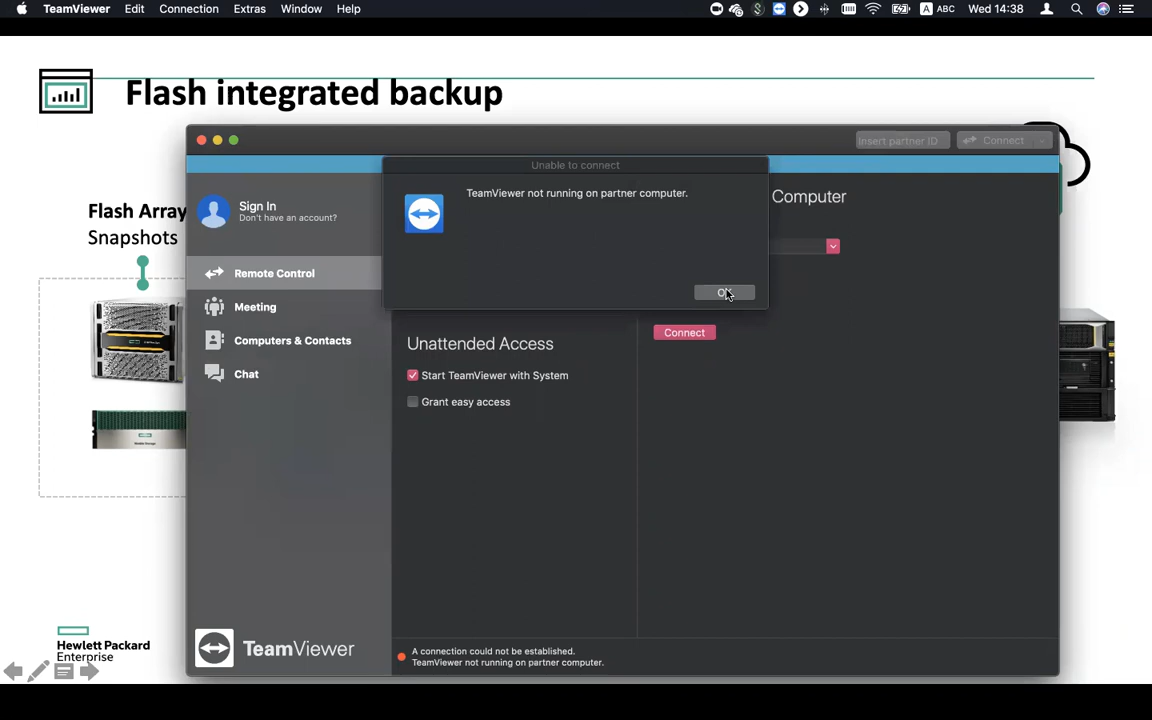 TeamViewer Edit Connection Extras Window Help
ABC Wed 14:38
Flash integrated backup
Insert partner ID
Connect
Unable to connect
TeamViewer not running on partner computer.
OK
Computer
Sign In
Don't have an account?
Flash Array
Snapshots
Remote Control
Meeting
Computers & Contacts
Chat
Unattended Access
Start TeamViewer with System
Grant easy access
Connect
TeamViewer
A connection could not be established.
TeamViewer not running on partner computer.
Hewlett Packard
Enterprise